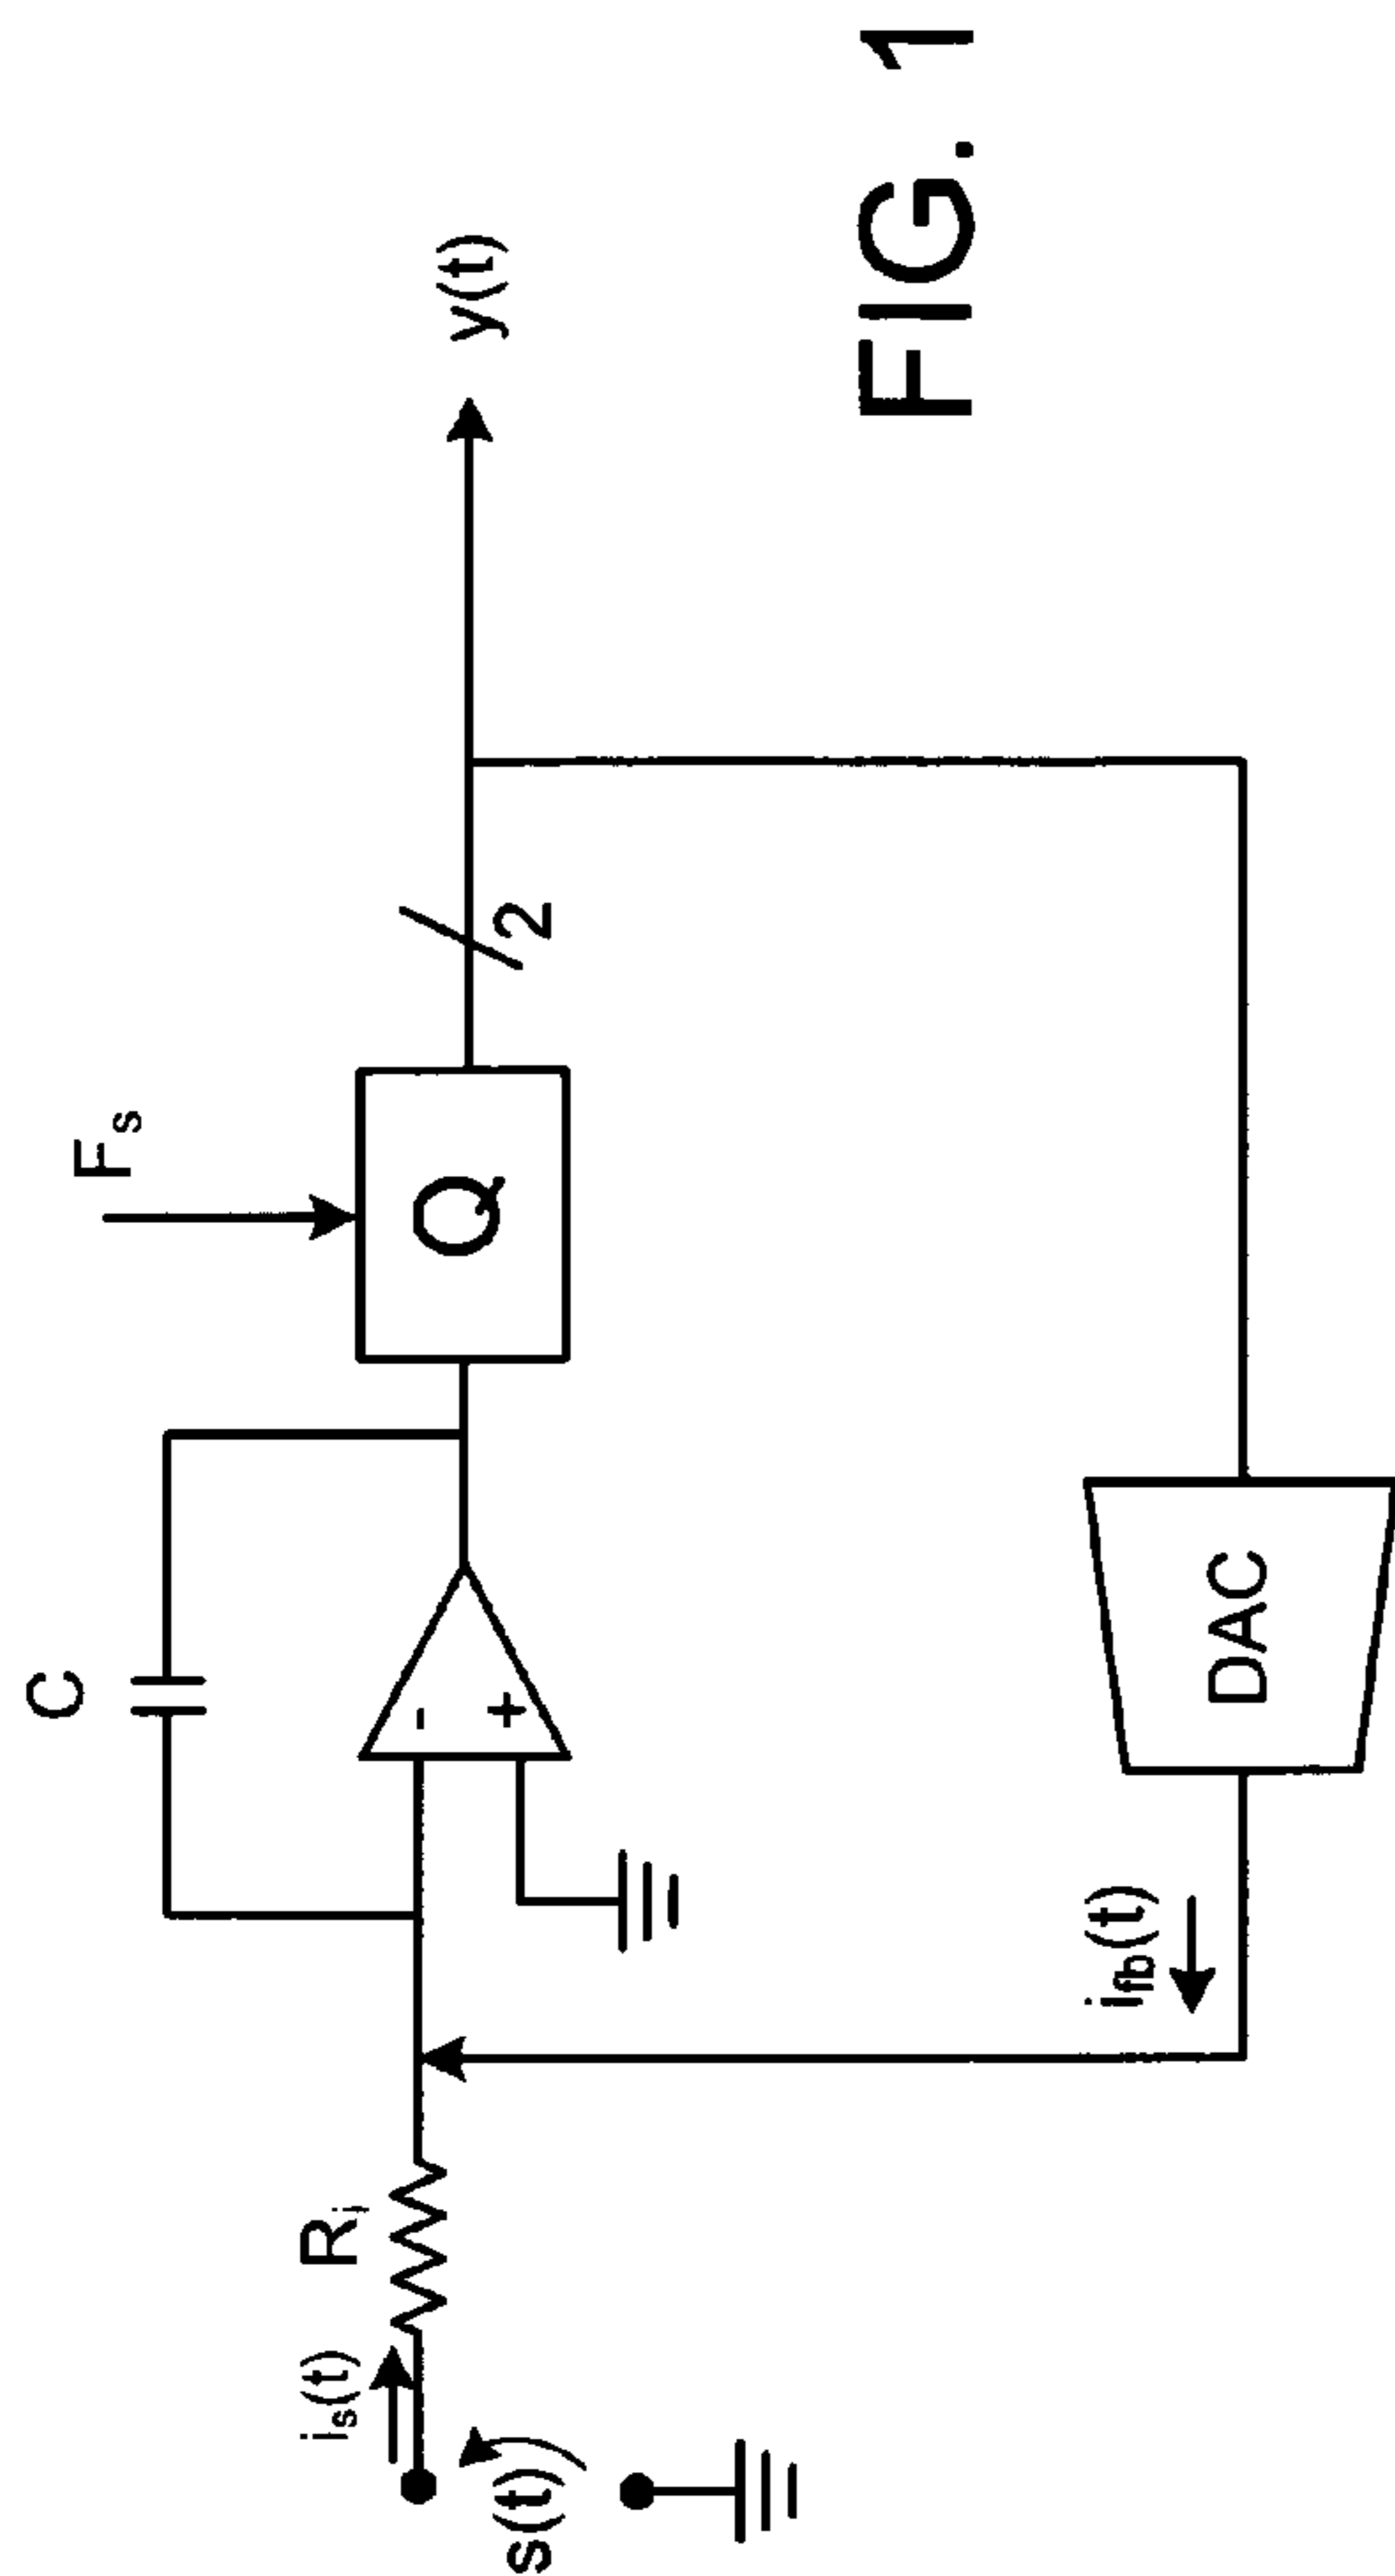 C
F_s
i_s(t)
R_i
-
+
Q
2
y(t)
s(t)
i_fb(t)
DAC
FIG. 1